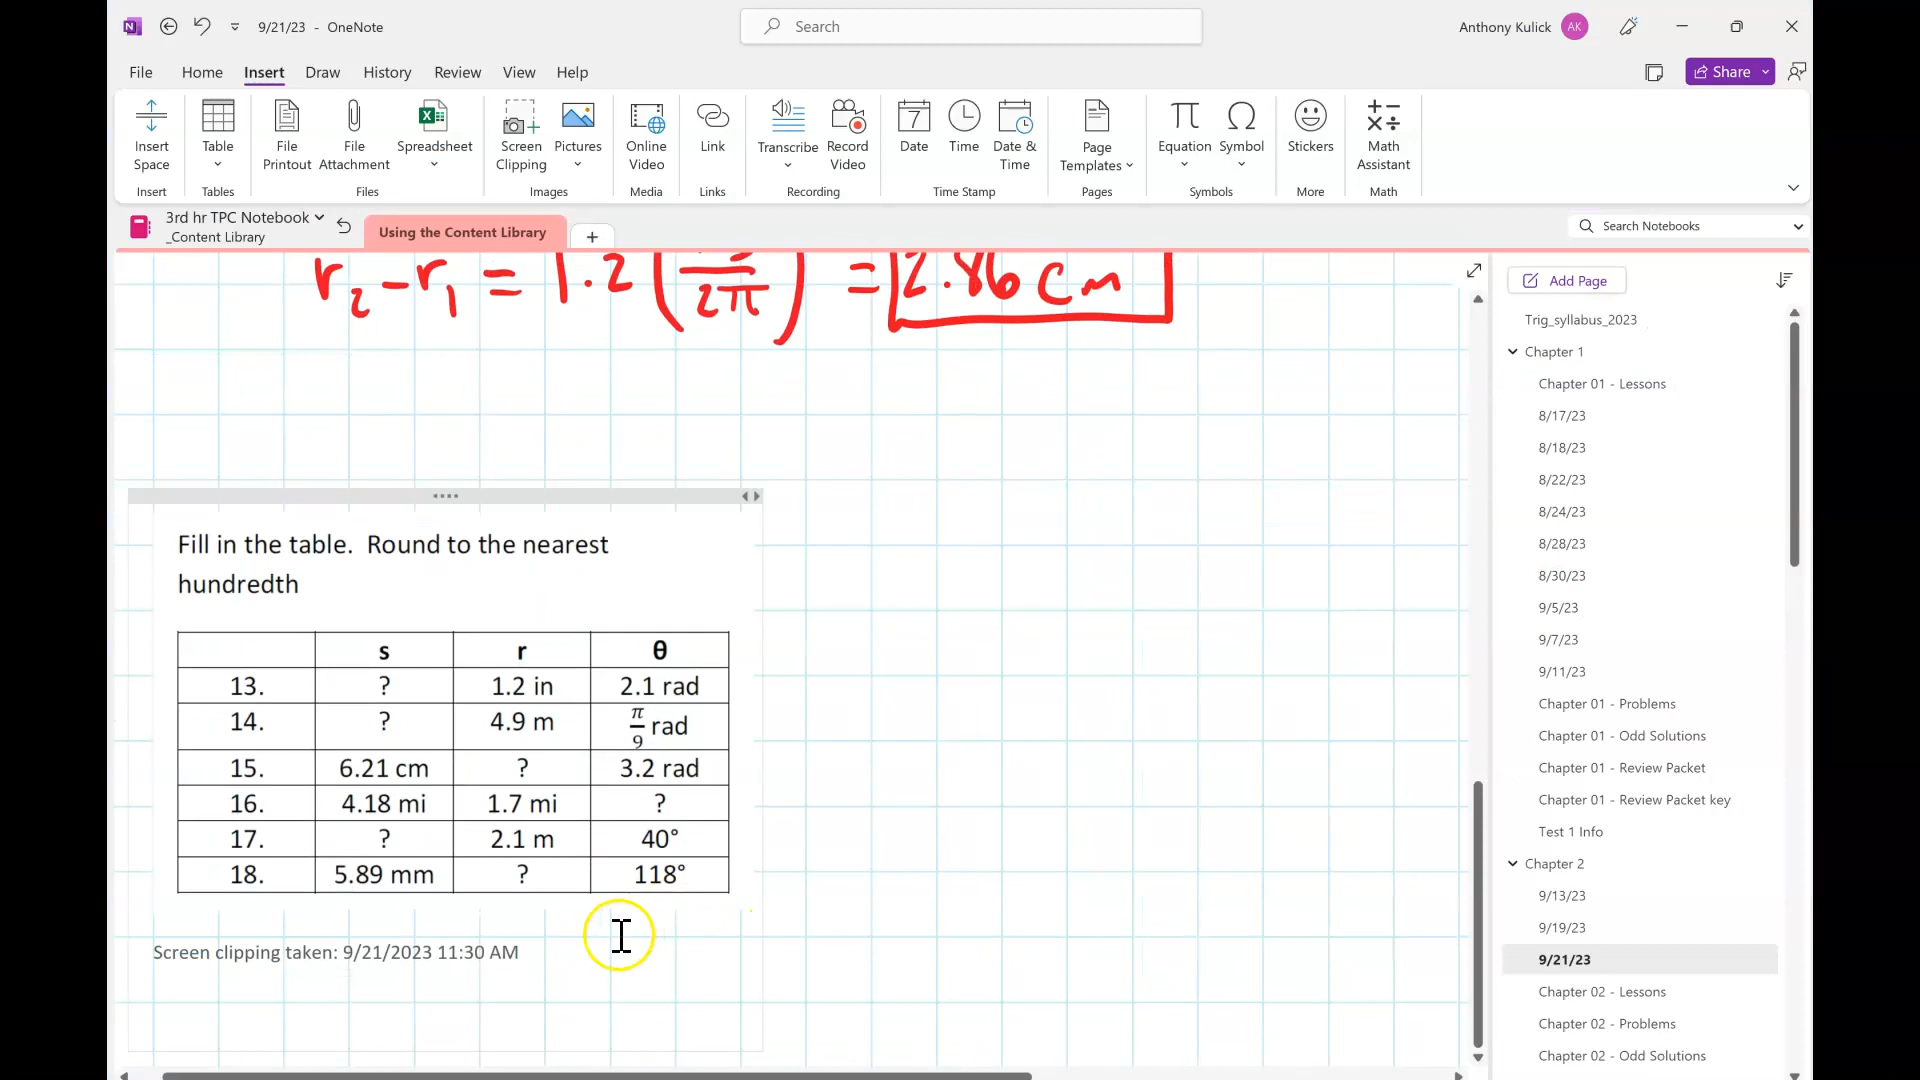 9/21/23 - OneNote
Search
Anthony Kulick
AK
File Home Insert Draw History Review View Help
Share
Insert Space
Table
File Printout
File Attachment
Spreadsheet
Screen Clipping
Pictures
Online Video
Link
Transcribe
Record Video
Date
Time
Date & Time
Page Templates
Equation
Symbol
Stickers
Math Assistant
Insert Tables Files Images Media Links Recording Time Stamp Pages Symbols More Math
3rd hr TPC Notebook
_Content Library
Using the Content Library
Search Notebooks
r₂ - r₁ = 1.2 ( /2π) = 2.86 cm
Fill in the table. Round to the nearest
hundredth
s r θ
13. ? 1.2 in 2.1 rad
14. ? 4.9 m π/9 rad
15. 6.21 cm ? 3.2 rad
16. 4.18 mi 1.7 mi ?
17. ? 2.1 m 40°
18. 5.89 mm ? 118°
Screen clipping taken: 9/21/2023 11:30 AM
Add Page
Trig_syllabus_2023
Chapter 1
Chapter 01 - Lessons
8/17/23
8/18/23
8/22/23
8/24/23
8/28/23
8/30/23
9/5/23
9/7/23
9/11/23
Chapter 01 - Problems
Chapter 01 - Odd Solutions
Chapter 01 - Review Packet
Chapter 01 - Review Packet key
Test 1 Info
Chapter 2
9/13/23
9/19/23
9/21/23
Chapter 02 - Lessons
Chapter 02 - Problems
Chapter 02 - Odd Solutions